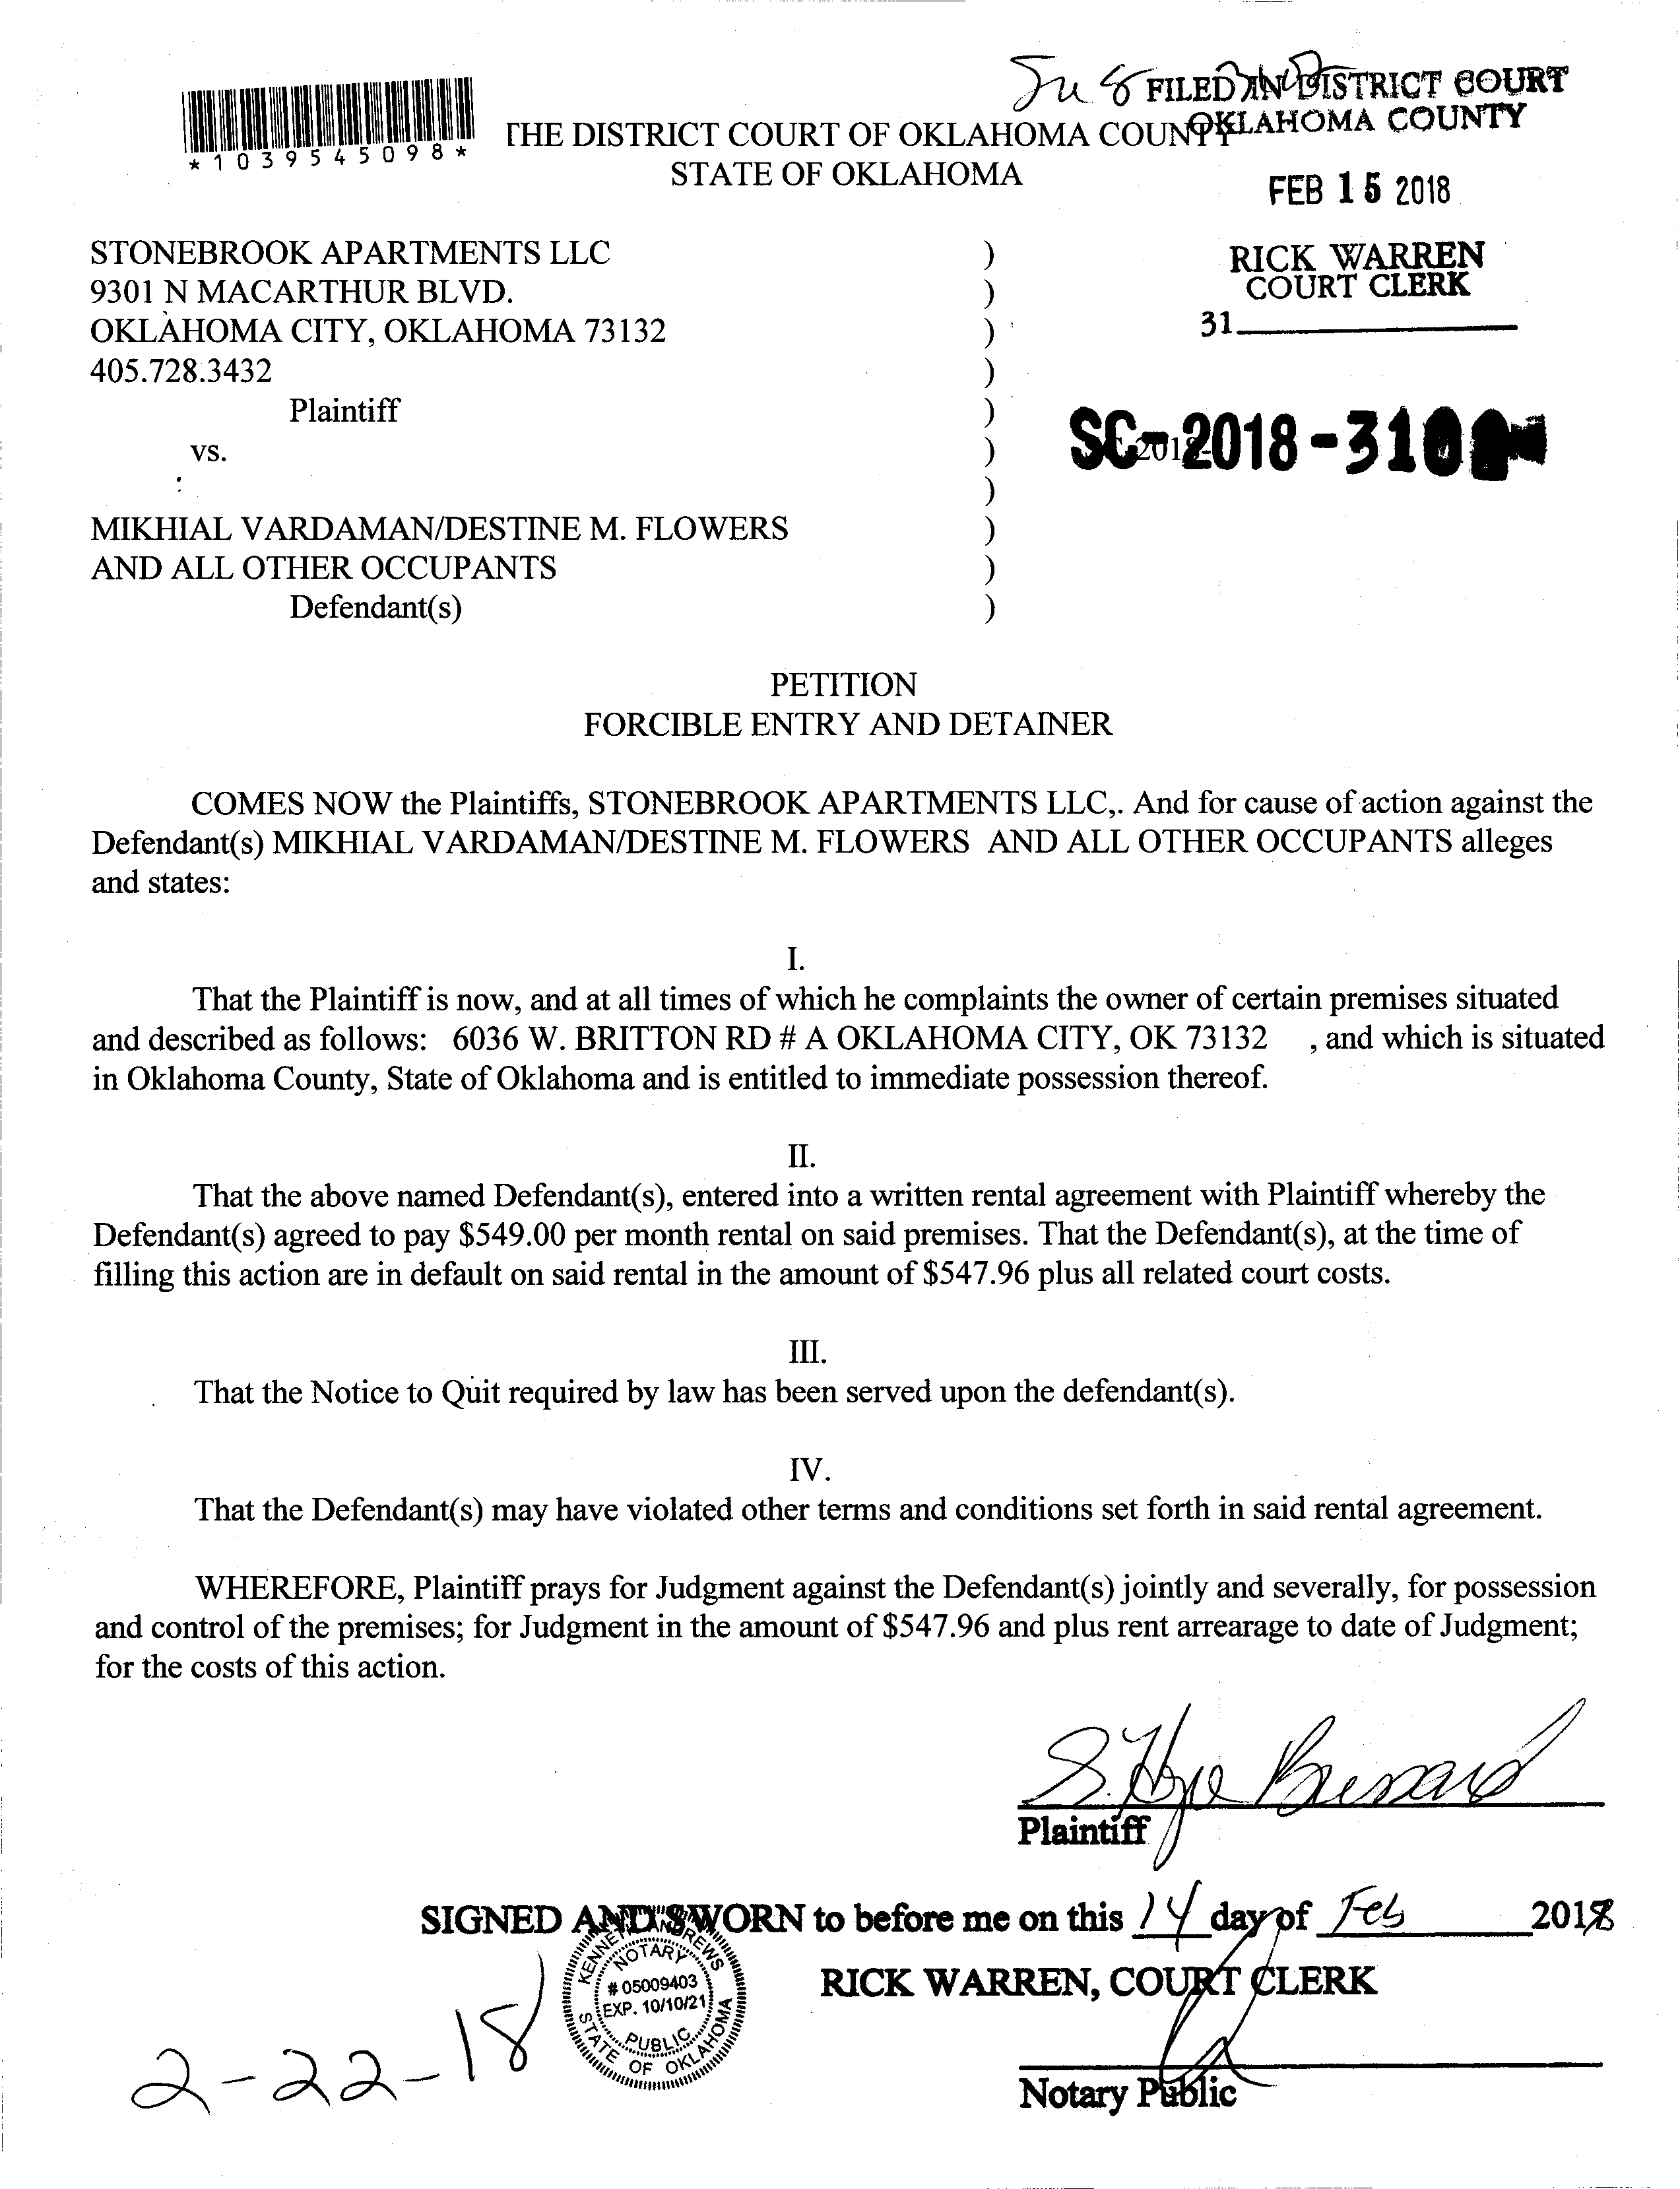 FILED IN DISTRICT COURT
OKLAHOMA COUNTY
*1039545098*
THE DISTRICT COURT OF OKLAHOMA COUNTY
STATE OF OKLAHOMA
FEB 15 2018
STONEBROOK APARTMENTS LLC )
RICK WARREN
COURT CLERK
9301 N MACARTHUR BLVD. )
OKLAHOMA CITY, OKLAHOMA 73132 )
31
405.728.3432 )
Plaintiff )
vs. )
SC-2018-310
)
MIKHIAL VARDAMAN/DESTINE M. FLOWERS )
AND ALL OTHER OCCUPANTS )
Defendant(s) )
PETITION
FORCIBLE ENTRY AND DETAINER
COMES NOW the Plaintiffs, STONEBROOK APARTMENTS LLC,. And for cause of action against the
Defendant(s) MIKHIAL VARDAMAN/DESTINE M. FLOWERS AND ALL OTHER OCCUPANTS alleges
and states:
I.
That the Plaintiff is now, and at all times of which he complaints the owner of certain premises situated
and described as follows: 6036 W. BRITTON RD # A OKLAHOMA CITY, OK 73132 , and which is situated
in Oklahoma County, State of Oklahoma and is entitled to immediate possession thereof.
II.
That the above named Defendant(s), entered into a written rental agreement with Plaintiff whereby the
Defendant(s) agreed to pay $549.00 per month rental on said premises. That the Defendant(s), at the time of
filling this action are in default on said rental in the amount of $547.96 plus all related court costs.
III.
That the Notice to Quit required by law has been served upon the defendant(s).
IV.
That the Defendant(s) may have violated other terms and conditions set forth in said rental agreement.
WHEREFORE, Plaintiff prays for Judgment against the Defendant(s) jointly and severally, for possession
and control of the premises; for Judgment in the amount of $547.96 and plus rent arrearage to date of Judgment;
for the costs of this action.
Plaintiff
SIGNED AND SWORN to before me on this 14 day of Feb 2018
RICK WARREN, COURT CLERK
KENNETH ANDREWS
NOTARY
# 05009403
EXP. 10/10/21
PUBLIC
STATE OF OKLAHOMA
2-22-18
Notary Public